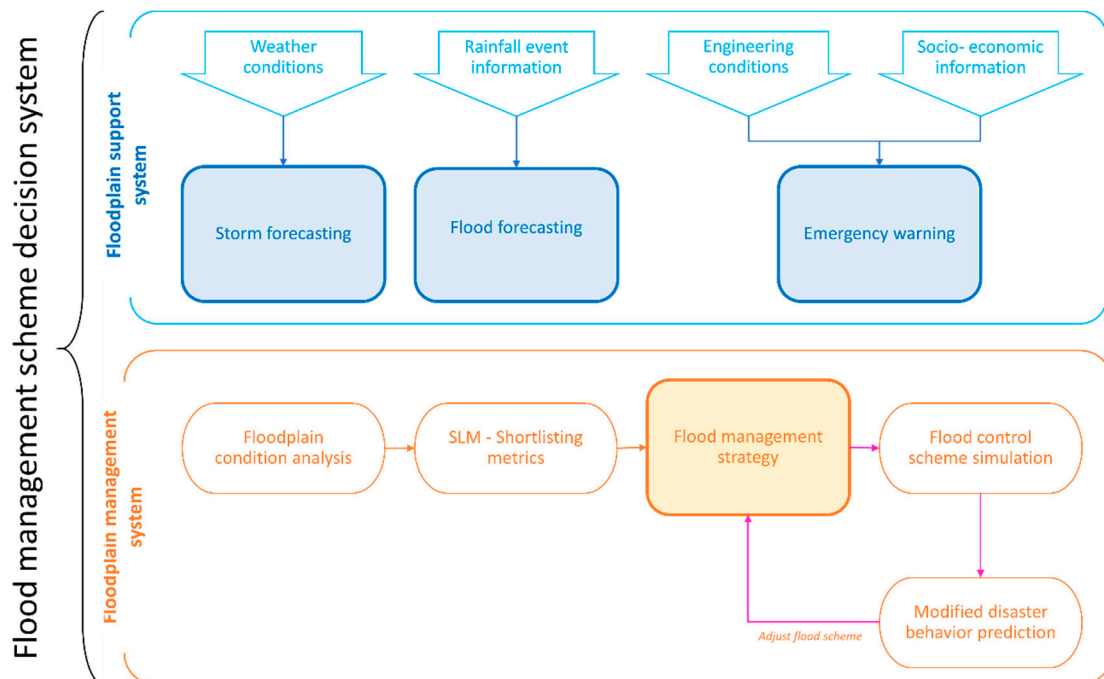 Flood management scheme decision system
Floodplain support
system
Weather
conditions
Rainfall event
information
Engineering
conditions
Socio- economic
information
Storm forecasting
Flood forecasting
Emergency warning
Floodplain management
system
Floodplain
condition analysis
SLM - Shortlisting
metrics
Flood management
strategy
Flood control
scheme simulation
Modified disaster
behavior prediction
Adjust flood scheme